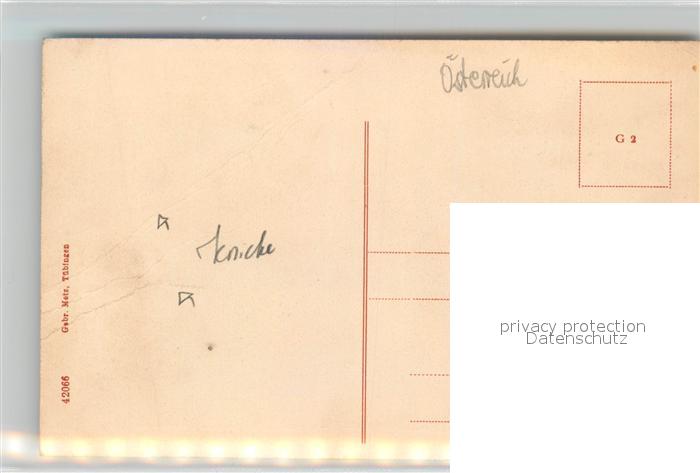 Österreich
G 2
Knicke
Gebr. Metz, Tübingen
42066
privacy protection
Datenschutz